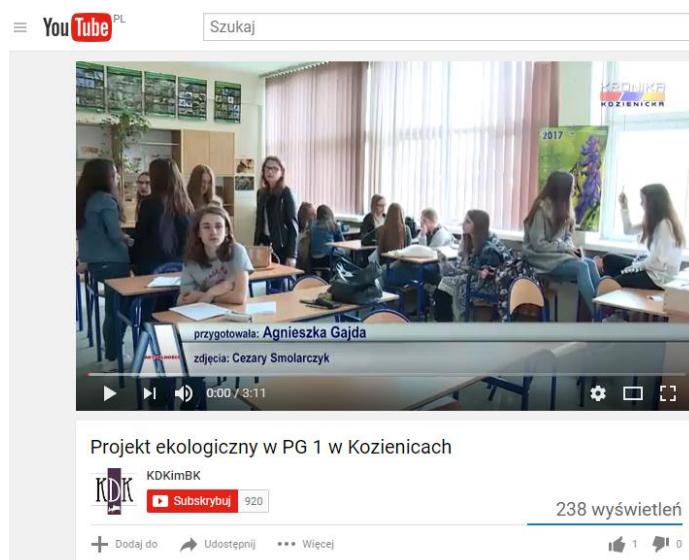 YouTube PL
Szukaj
KRONIKA
KOZIENICKA
2017
przygotowała: Agnieszka Gajda
AKTUALNOŚCI
zdjęcia: Cezary Smolarczyk
0:00 / 3:11
Projekt ekologiczny w PG 1 w Kozienicach
KDK
KDKimBK
Subskrybuj 920
238 wyświetleń
Dodaj do Udostępnij Więcej 1 0